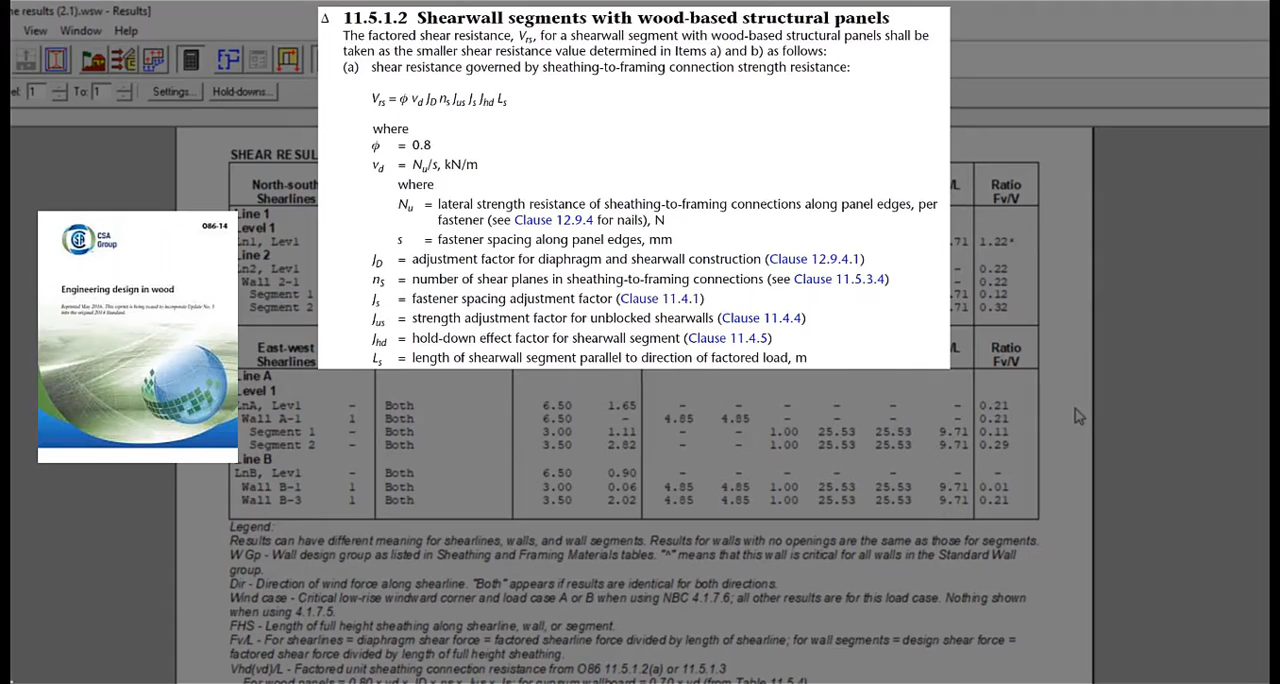 e results (2.1).wsw - Results]
View Window Help
el: 1 To: 1 Settings... Hold-downs...
Δ 11.5.1.2 Shearwall segments with wood-based structural panels
The factored shear resistance, Vrs, for a shearwall segment with wood-based structural panels shall be
taken as the smaller shear resistance value determined in Items a) and b) as follows:
(a) shear resistance governed by sheathing-to-framing connection strength resistance:
Vrs = ϕ vd JD ns Jus Js Jhd Ls
where
ϕ = 0.8
vd = Nu/s, kN/m
where
Nu = lateral strength resistance of sheathing-to-framing connections along panel edges, per
fastener (see Clause 12.9.4 for nails), N
s = fastener spacing along panel edges, mm
JD = adjustment factor for diaphragm and shearwall construction (Clause 12.9.4.1)
ns = number of shear planes in sheathing-to-framing connections (see Clause 11.5.3.4)
Js = fastener spacing adjustment factor (Clause 11.4.1)
Jus = strength adjustment factor for unblocked shearwalls (Clause 11.4.4)
Jhd = hold-down effect factor for shearwall segment (Clause 11.4.5)
Ls = length of shearwall segment parallel to direction of factored load, m
CSA
Group
O86-14
Engineering design in wood
SHEAR RESUL
North-south /L Ratio
Shearlines Fv/V
Line 1
Level 1
Ln1, Lev1 .71 1.22*
Line 2
Ln2, Lev1 - 0.22
Wall 2-1 - 0.22
Segment 1 .71 0.12
Segment 2 .71 0.32
East-west /L Ratio
Shearlines Fv/V
Line A
Level 1
LnA, Lev1 - Both 6.50 1.65 - - - - - - 0.21
Wall A-1 1 Both 6.50 4.85 4.85 - - - - 0.21
Segment 1 - Both 3.00 1.11 - - 1.00 25.53 25.53 9.71 0.11
Segment 2 - Both 3.50 2.82 - - 1.00 25.53 25.53 9.71 0.29
Line B
LnB, Lev1 - Both 6.50 0.90 - - - - - - -
Wall B-1 1 Both 3.00 0.06 4.85 4.85 1.00 25.53 25.53 9.71 0.01
Wall B-3 1 Both 3.50 2.02 4.85 4.85 1.00 25.53 25.53 9.71 0.21
Legend:
Results can have different meaning for shearlines, walls, and wall segments. Results for walls with no openings are the same as those for segments.
W Gp - Wall design group as listed in Sheathing and Framing Materials tables. "^" means that this wall is critical for all walls in the Standard Wall
group.
Dir - Direction of wind force along shearline. "Both" appears if results are identical for both directions.
Wind case - Critical low-rise windward corner and load case A or B when using NBC 4.1.7.6; all other results are for this load case. Nothing shown
when using 4.1.7.5.
FHS - Length of full height sheathing along shearline, wall, or segment.
Fv/L - For shearlines = diaphragm shear force = factored shearline force divided by length of shearline; for wall segments = design shear force =
factored shear force divided by length of full height sheathing.
Vhd(vd)/L - Factored unit sheathing connection resistance from O86 11.5.1.2(a) or 11.5.1.3